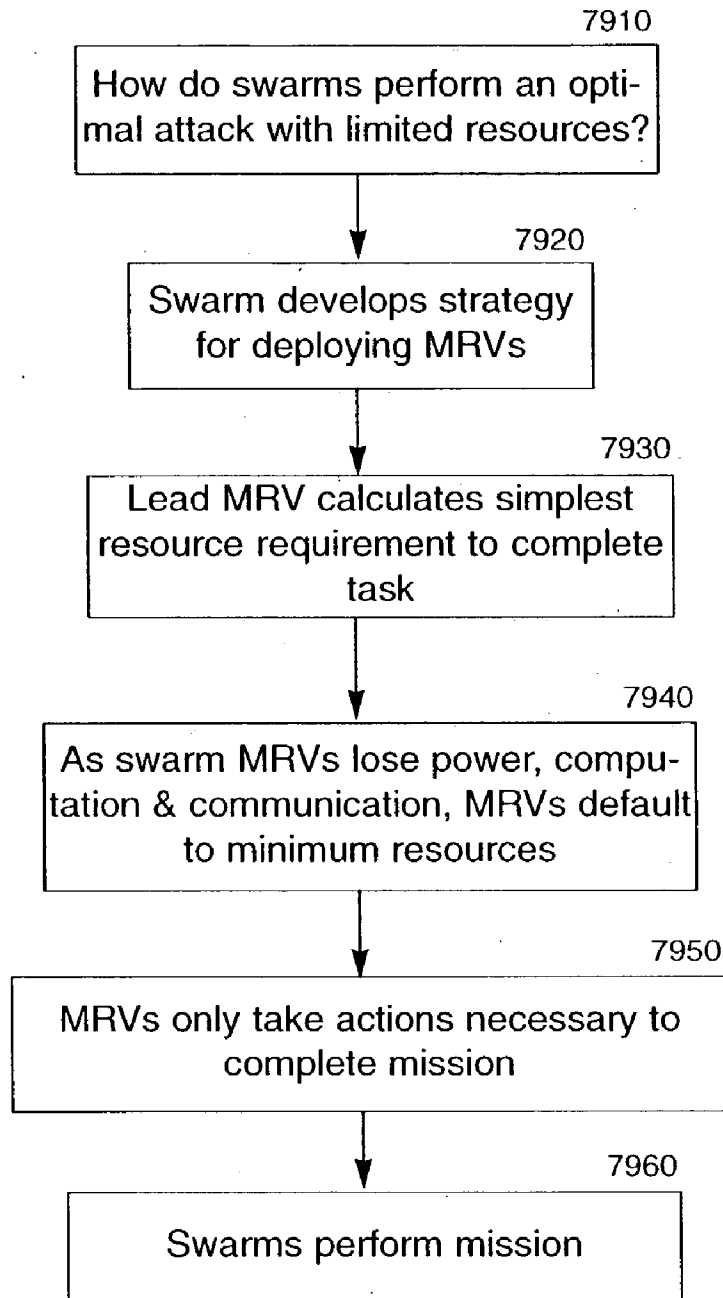 7910
How do swarms perform an opti-
mal attack with limited resources?
7920
Swarm develops strategy
for deploying MRVs
7930
Lead MRV calculates simplest
resource requirement to complete
task
7940
As swarm MRVs lose power, compu-
tation & communication, MRVs default
to minimum resources
7950
MRVs only take actions necessary to
complete mission
7960
Swarms perform mission